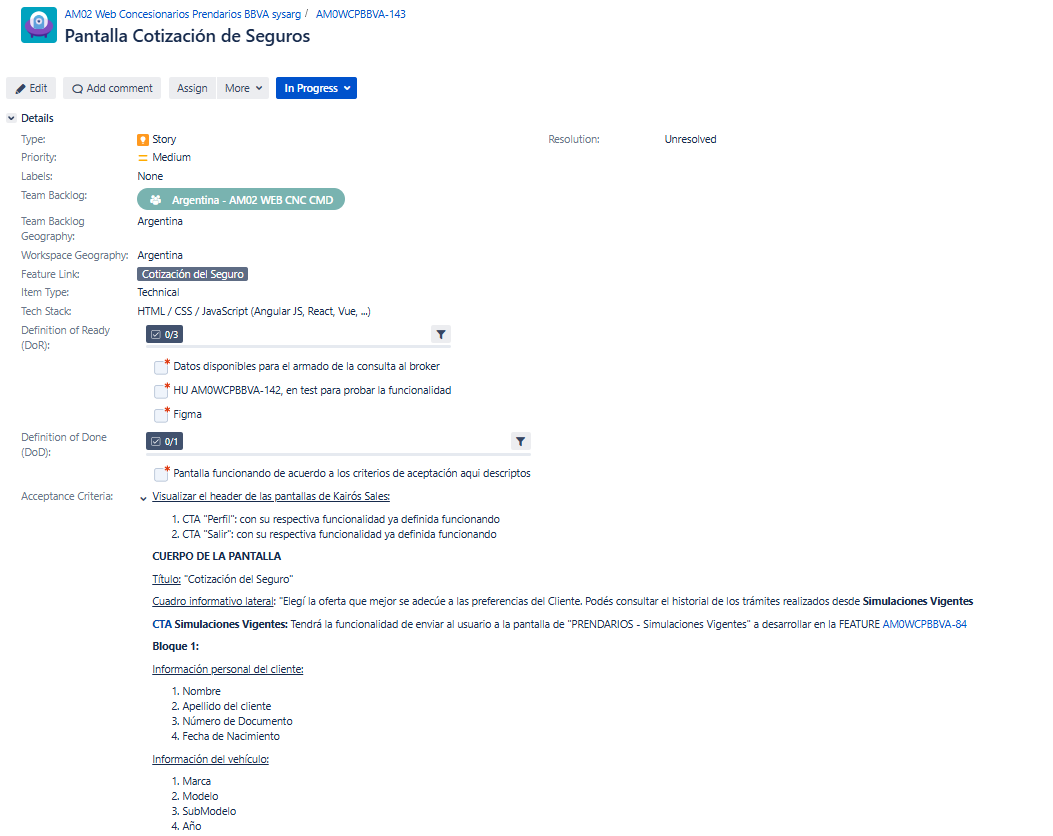 AM02 Web Concesionarios Prendarios BBVA sysarg / AM0WCPBBVA-143
Pantalla Cotización de Seguros
Edit Add comment Assign More In Progress
Details
Type: Story Resolution: Unresolved
Priority: Medium
Labels: None
Team Backlog: Argentina - AM02 WEB CNC CMD
Team Backlog Argentina
Geography:
Workspace Geography: Argentina
Feature Link: Cotización del Seguro
Item Type: Technical
Tech Stack: HTML / CSS / JavaScript (Angular JS, React, Vue, ...)
Definition of Ready 0/3
(DoR):
* Datos disponibles para el armado de la consulta al broker
* HU AM0WCPBBVA-142, en test para probar la funcionalidad
* Figma
Definition of Done 0/1
(DoD):
* Pantalla funcionando de acuerdo a los criterios de aceptación aqui descriptos
Acceptance Criteria: Visualizar el header de las pantallas de Kairós Sales:
1. CTA "Perfil": con su respectiva funcionalidad ya definida funcionando
2. CTA "Salir": con su respectiva funcionalidad ya definida funcionando
CUERPO DE LA PANTALLA
Título: "Cotización del Seguro"
Cuadro informativo lateral: "Elegí la oferta que mejor se adecúe a las preferencias del Cliente. Podés consultar el historial de los trámites realizados desde Simulaciones Vigentes
CTA Simulaciones Vigentes: Tendrá la funcionalidad de enviar al usuario a la pantalla de "PRENDARIOS - Simulaciones Vigentes" a desarrollar en la FEATURE AM0WCPBBVA-84
Bloque 1:
Información personal del cliente:
1. Nombre
2. Apellido del cliente
3. Número de Documento
4. Fecha de Nacimiento
Información del vehículo:
1. Marca
2. Modelo
3. SubModelo
4. Año